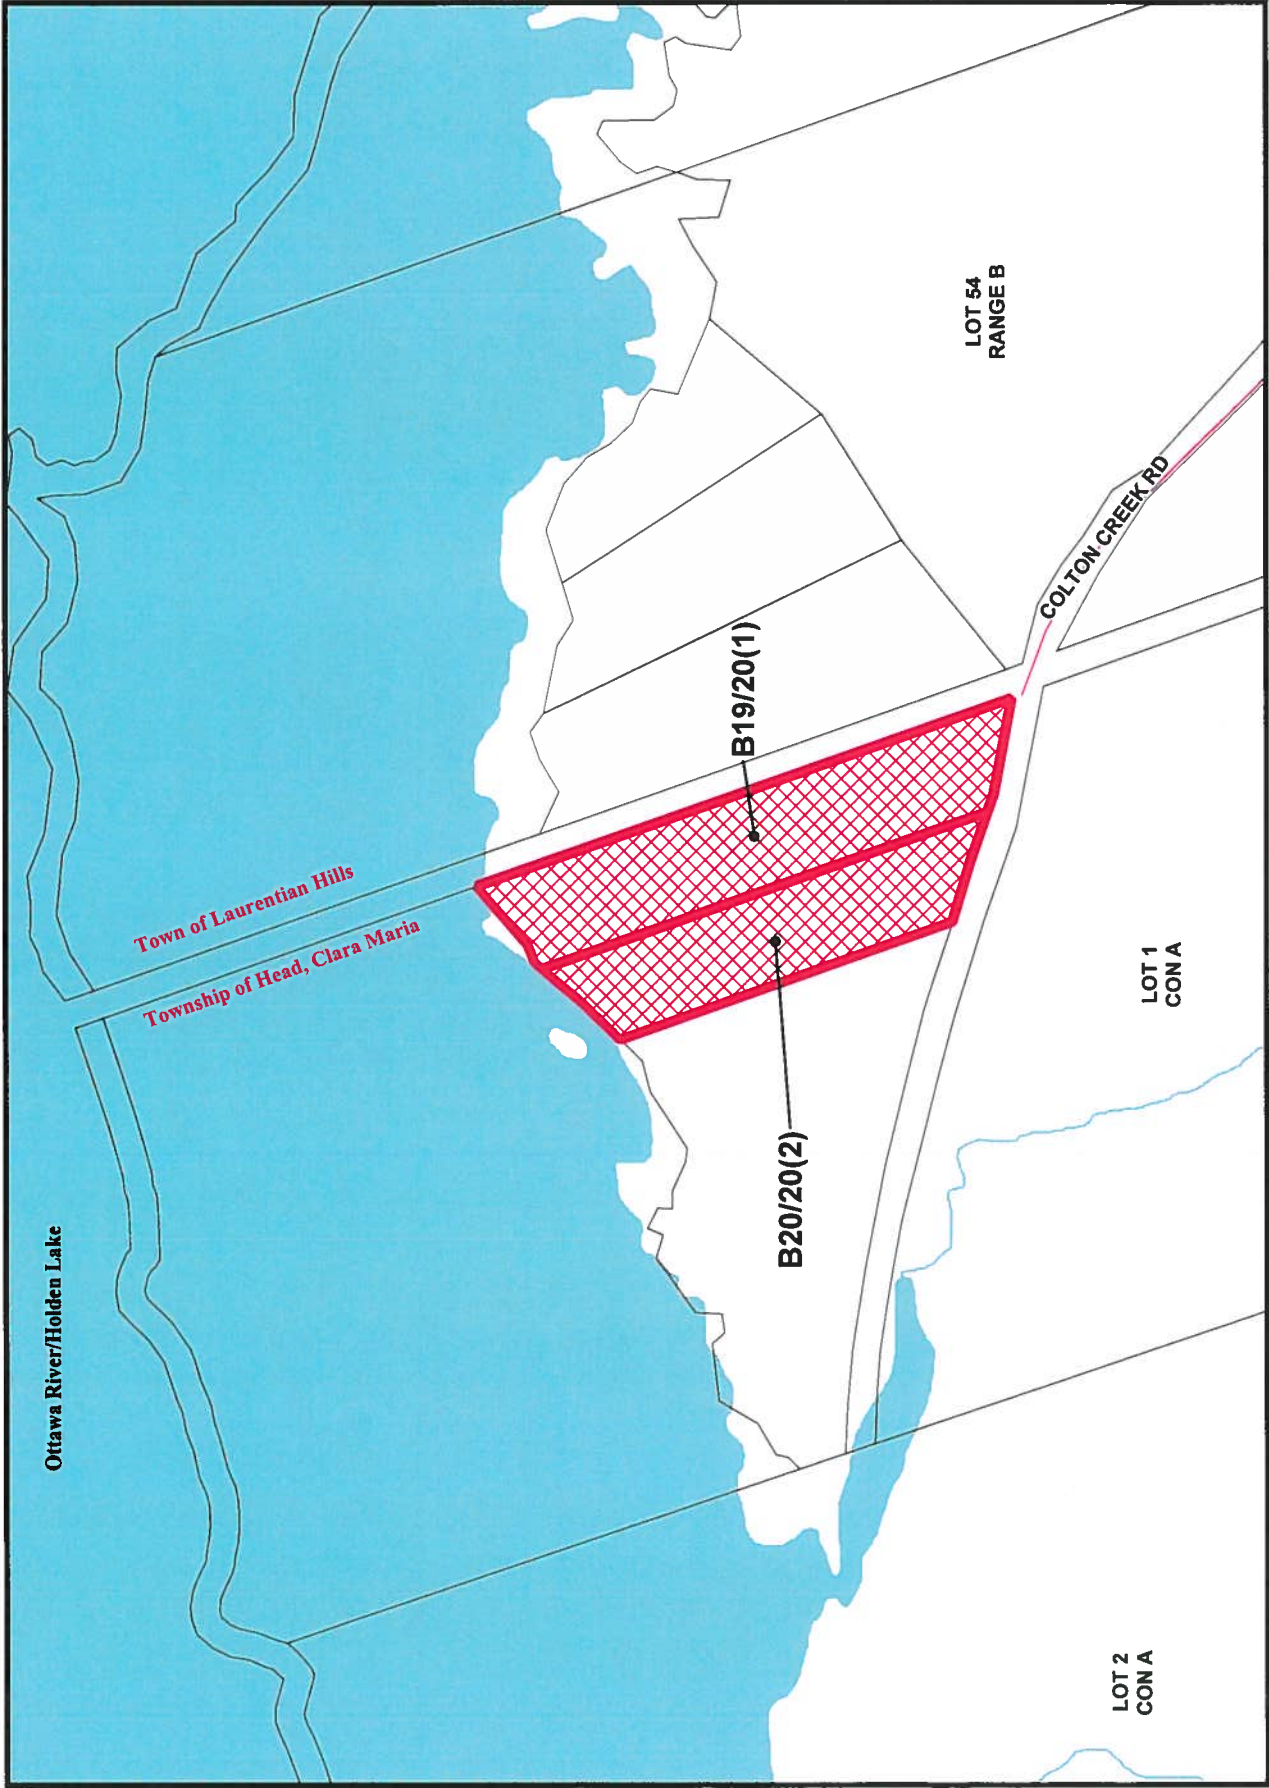 Ottawa River/Holden Lake
Town of Laurentian Hills
Township of Head, Clara Maria
B19/20(1)
B20/20(2)
LOT 54
RANGE B
COLTON CREEK RD
LOT 1
CON A
LOT 2
CON A